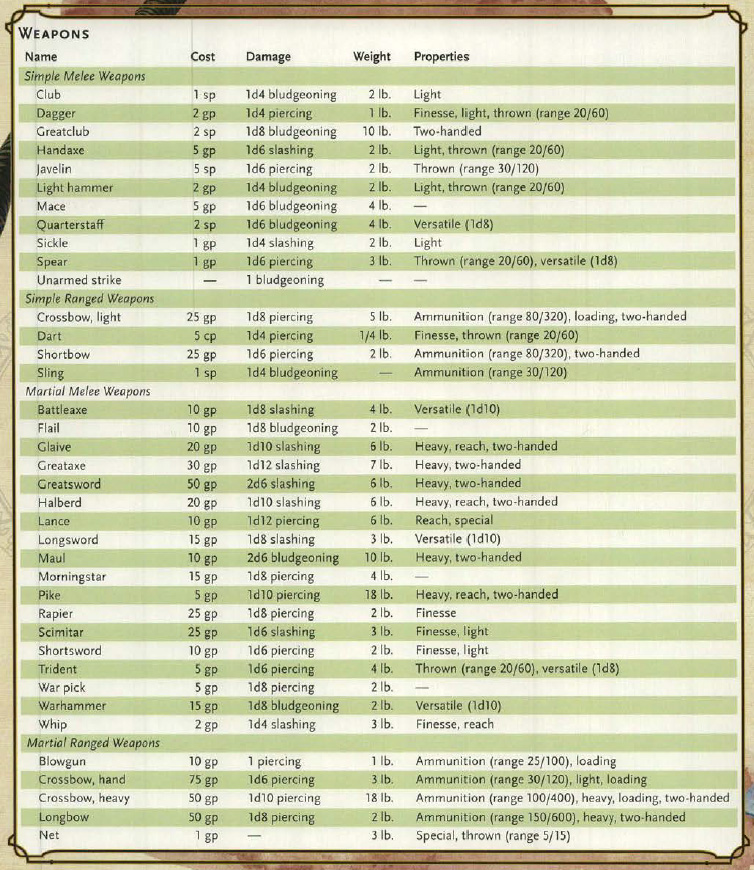 WEAPONS
Name Cost Damage Weight Properties
Simple Melee Weapons
Club 1 sp 1d4 bludgeoning 2 lb. Light
Dagger 2 gp 1d4 piercing 1 lb. Finesse, light, thrown (range 20/60)
Greatclub 2 sp 1d8 bludgeoning 10 lb. Two-handed
Handaxe 5 gp 1d6 slashing 2 lb. Light, thrown (range 20/60)
Javelin 5 sp 1d6 piercing 2 lb. Thrown (range 30/120)
Light hammer 2 gp 1d4 bludgeoning 2 lb. Light, thrown (range 20/60)
Mace 5 gp 1d6 bludgeoning 4 lb. —
Quarterstaff 2 sp 1d6 bludgeoning 4 lb. Versatile (1d8)
Sickle 1 gp 1d4 slashing 2 lb. Light
Spear 1 gp 1d6 piercing 3 lb. Thrown (range 20/60), versatile (1d8)
Unarmed strike — 1 bludgeoning — —
Simple Ranged Weapons
Crossbow, light 25 gp 1d8 piercing 5 lb. Ammunition (range 80/320), loading, two-handed
Dart 5 cp 1d4 piercing 1/4 lb. Finesse, thrown (range 20/60)
Shortbow 25 gp 1d6 piercing 2 lb. Ammunition (range 80/320), two-handed
Sling 1 sp 1d4 bludgeoning — Ammunition (range 30/120)
Martial Melee Weapons
Battleaxe 10 gp 1d8 slashing 4 lb. Versatile (1d10)
Flail 10 gp 1d8 bludgeoning 2 lb. —
Glaive 20 gp 1d10 slashing 6 lb. Heavy, reach, two-handed
Greataxe 30 gp 1d12 slashing 7 lb. Heavy, two-handed
Greatsword 50 gp 2d6 slashing 6 lb. Heavy, two-handed
Halberd 20 gp 1d10 slashing 6 lb. Heavy, reach, two-handed
Lance 10 gp 1d12 piercing 6 lb. Reach, special
Longsword 15 gp 1d8 slashing 3 lb. Versatile (1d10)
Maul 10 gp 2d6 bludgeoning 10 lb. Heavy, two-handed
Morningstar 15 gp 1d8 piercing 4 lb. —
Pike 5 gp 1d10 piercing 18 lb. Heavy, reach, two-handed
Rapier 25 gp 1d8 piercing 2 lb. Finesse
Scimitar 25 gp 1d6 slashing 3 lb. Finesse, light
Shortsword 10 gp 1d6 piercing 2 lb. Finesse, light
Trident 5 gp 1d6 piercing 4 lb. Thrown (range 20/60), versatile (1d8)
War pick 5 gp 1d8 piercing 2 lb. —
Warhammer 15 gp 1d8 bludgeoning 2 lb. Versatile (1d10)
Whip 2 gp 1d4 slashing 3 lb. Finesse, reach
Martial Ranged Weapons
Blowgun 10 gp 1 piercing 1 lb. Ammunition (range 25/100), loading
Crossbow, hand 75 gp 1d6 piercing 3 lb. Ammunition (range 30/120), light, loading
Crossbow, heavy 50 gp 1d10 piercing 18 lb. Ammunition (range 100/400), heavy, loading, two-handed
Longbow 50 gp 1d8 piercing 2 lb. Ammunition (range 150/600), heavy, two-handed
Net 1 gp — 3 lb. Special, thrown (range 5/15)